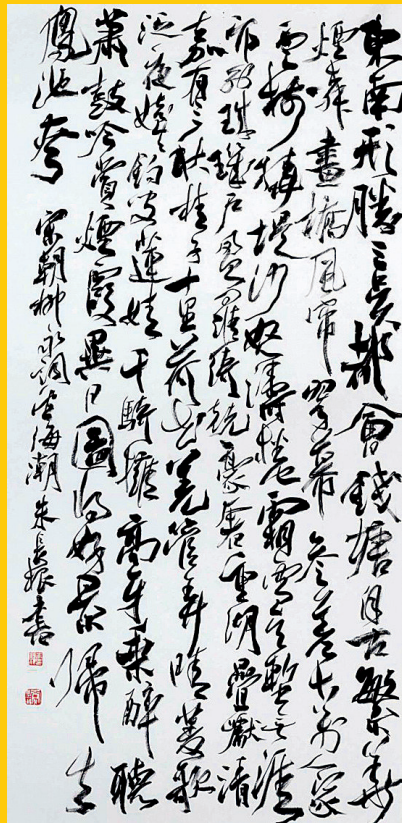 東南形勝三吳都會錢塘自古繁華
煙柳畫橋風簾翠幕參差十萬人家
雲樹繞堤沙怒濤卷霜雪天塹無涯
市列珠璣戶盈羅綺競豪奢重湖疊巘清
嘉有三秋桂子十里荷花羌管弄晴菱歌
泛夜嬉嬉釣叟蓮娃千騎擁高牙乘醉聽
蕭鼓吟賞煙霞異日圖將好景歸去
鳳池夸 宋朝柳永詞望海潮 朱長振書